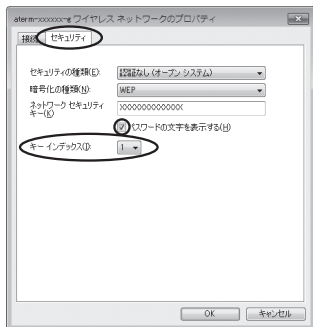 aterm-xxxxxx-g ワイヤレス ネットワークのプロパティ
接続 セキュリティ
セキュリティの種類(E): 認証なし (オープン システム)
暗号化の種類(N): WEP
ネットワーク セキュリティ キー(K) XXXXXXXXXXXXX
パスワードの文字を表示する(H)
キー インデックス(I): 1
OK キャンセル